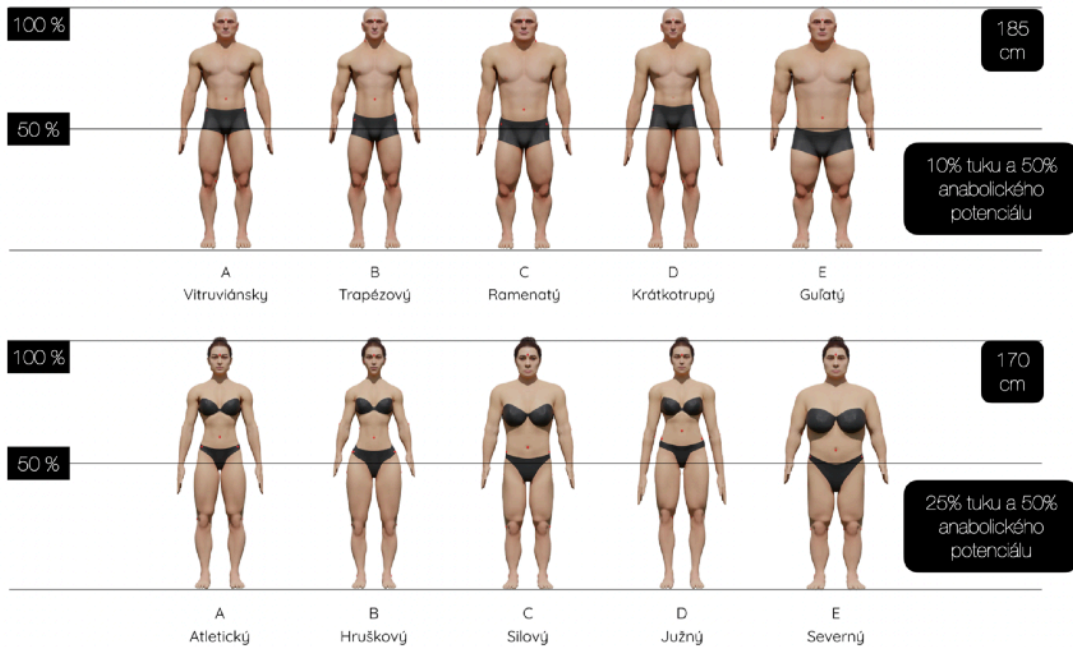 100 %
185
cm
50 %
10% tuku a 50%
anabolického
potenciálu
A
B
C
D
E
Vitruviánsky
Trapézový
Ramenatý
Krátkotrupý
Guľatý
100 %
170
cm
50 %
25% tuku a 50%
anabolického
potenciálu
A
B
C
D
E
Atletický
Hruškový
Silový
Južný
Severný